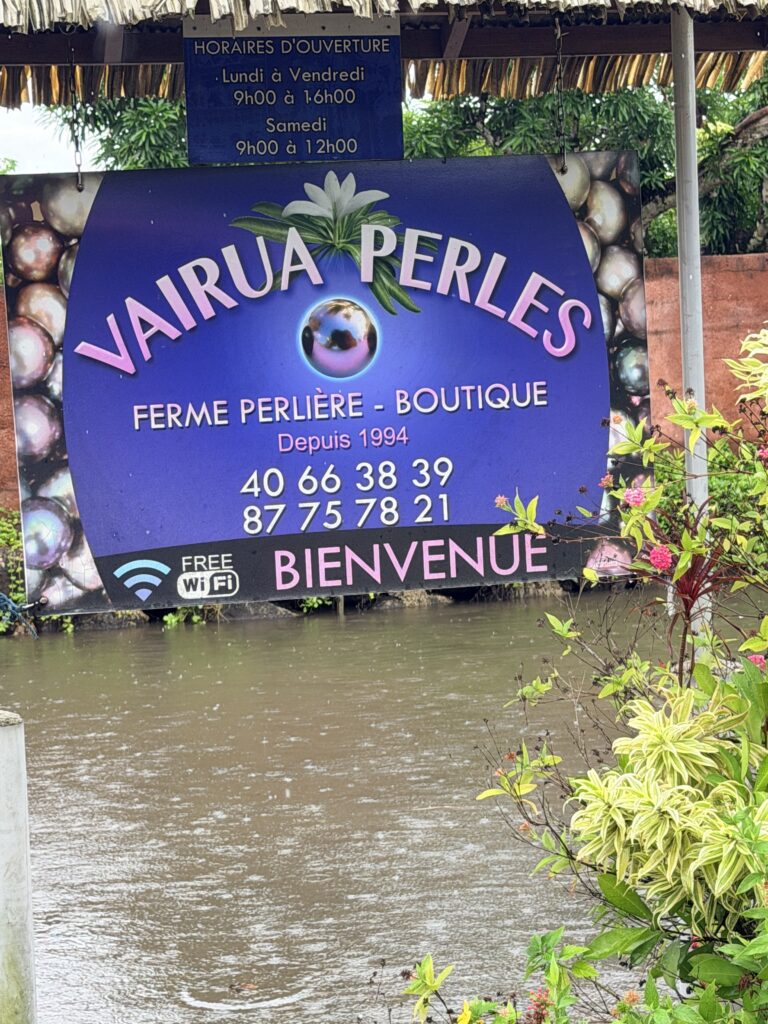 HORAIRES D'OUVERTURE
Lundi à Vendredi
9h00 à 16h00
Samedi
9h00 à 12h00
VAIRUA PERLES
FERME PERLIÈRE - BOUTIQUE
Depuis 1994
40 66 38 39
87 75 78 21
FREE
WiFi
BIENVENUE